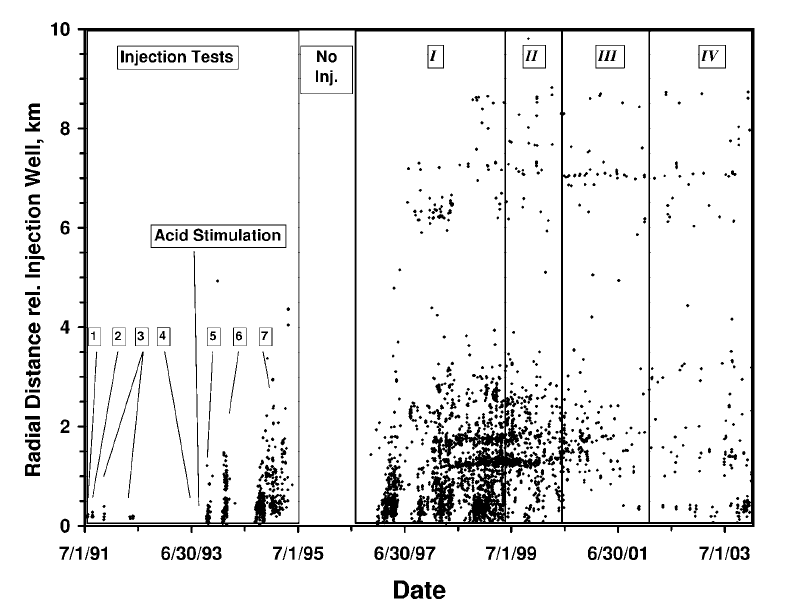 Radial Distance rel. Injection Well, km
10
8
6
4
2
0
Injection Tests
No
Inj.
I
II
III
IV
Acid Stimulation
1
2
3
4
5
6
7
7/1/91
6/30/93
7/1/95
6/30/97
7/1/99
6/30/01
7/1/03
Date